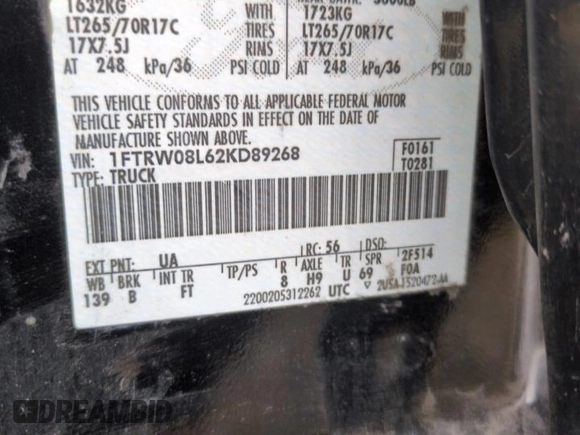 1632KG WITH 1723KG
LT265/70R17C TIRES LT265/70R17C
17X7.5J RIMS 17X7.5J
AT 248 kPa/36 PSI COLD AT 248 kPa/36 PSI COLD
THIS VEHICLE CONFORMS TO ALL APPLICABLE FEDERAL MOTOR
VEHICLE SAFETY STANDARDS IN EFFECT ON THE DATE OF
MANUFACTURE SHOWN ABOVE.
VIN: 1FTRW08L62KD89268
F0161
T0281
TYPE: TRUCK
EXT PNT: UA RC: 56 DSO:
WB BRK INT TR TP/PS R AXLE TR SPR 2F514
139 B FT 8 H9 U 69 FOA
2200205312262 UTC
DREAMBID